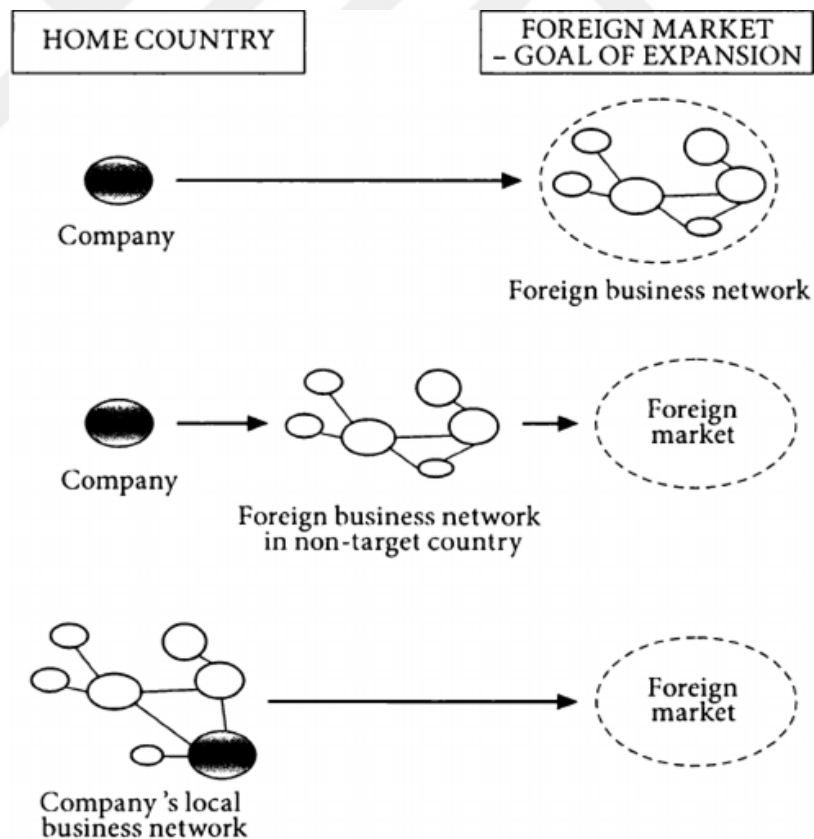 HOME COUNTRY
FOREIGN MARKET
– GOAL OF EXPANSION
Company
Foreign business network
Company
Foreign business network
in non-target country
Foreign
market
Company's local
business network
Foreign
market